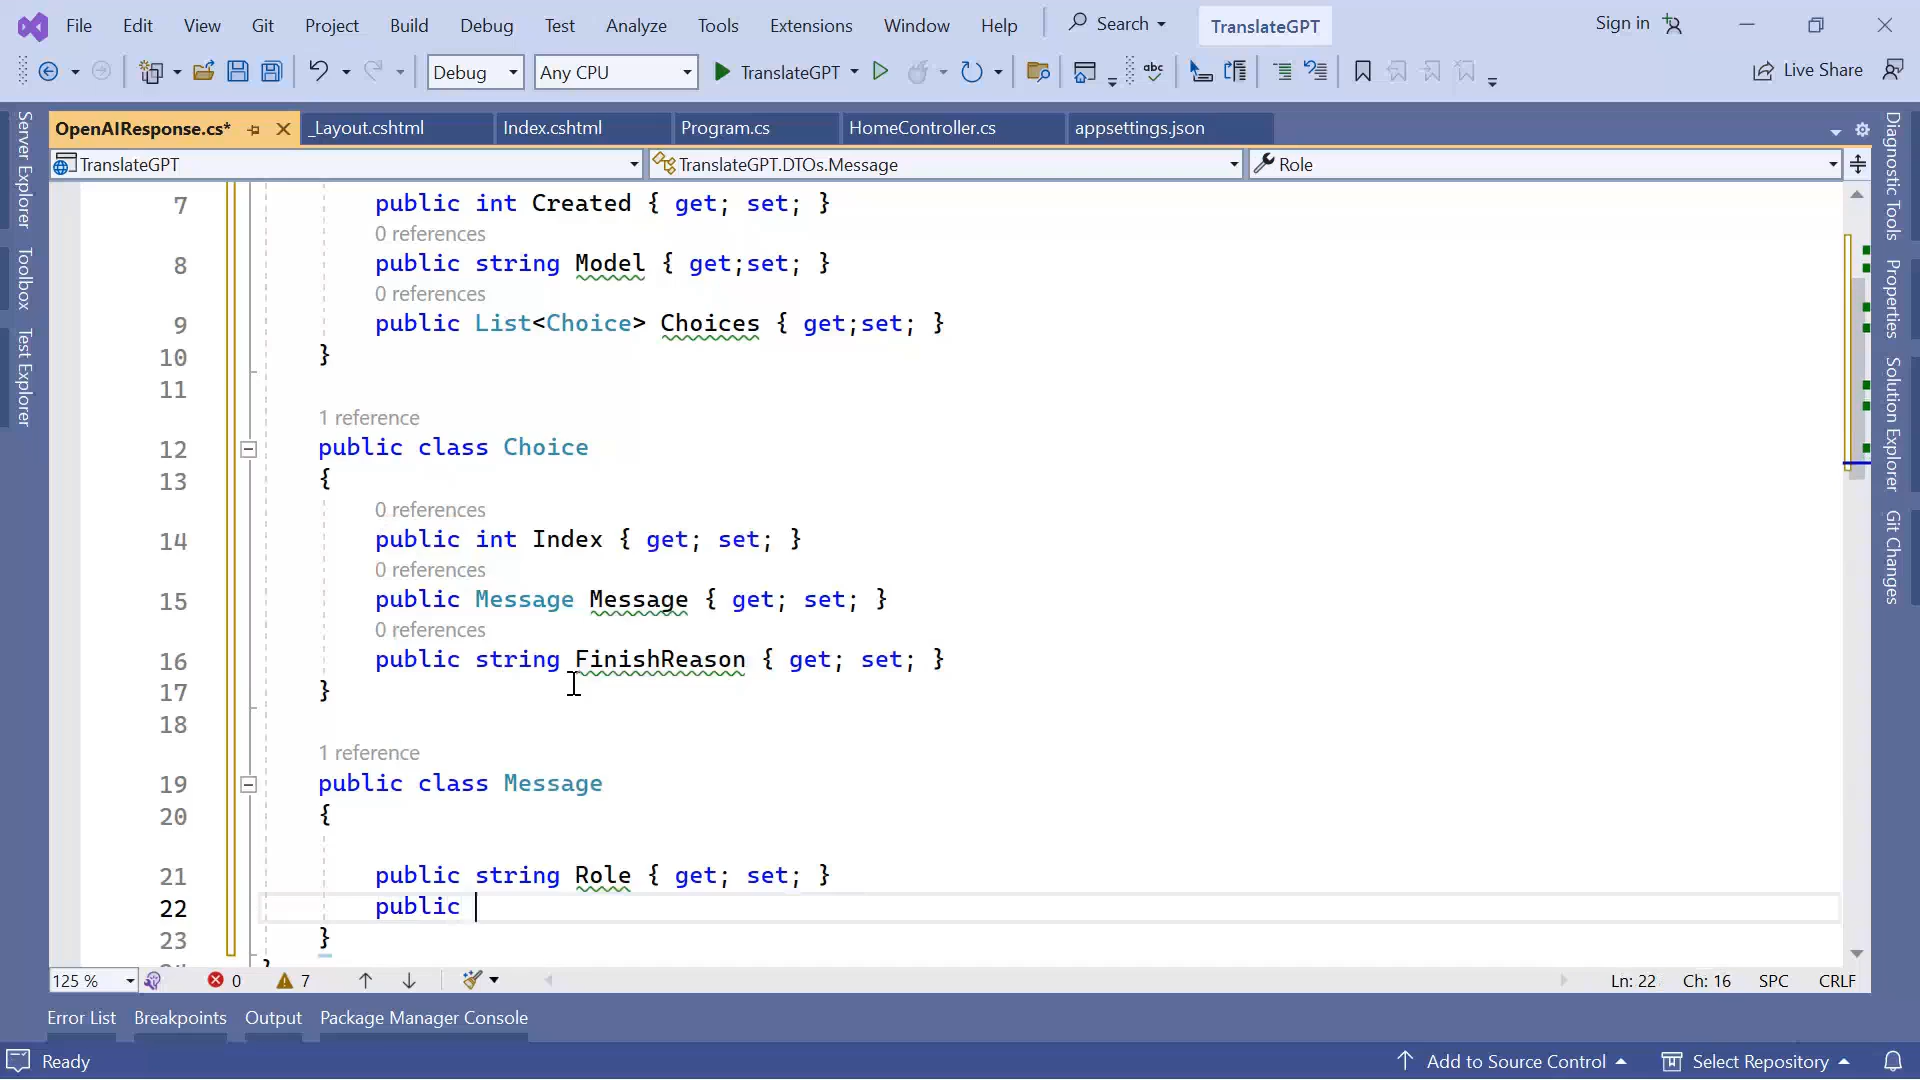 File Edit View Git Project Build Debug Test Analyze Tools Extensions Window Help Search TranslateGPT Sign in
Debug Any CPU TranslateGPT abc Live Share
OpenAIResponse.cs* _Layout.cshtml Index.cshtml Program.cs HomeController.cs appsettings.json
TranslateGPT TranslateGPT.DTOs.Message Role
7 public int Created { get; set; }
0 references
8 public string Model { get;set; }
0 references
9 public List<Choice> Choices { get;set; }
10 }
11
1 reference
12 public class Choice
13 {
0 references
14 public int Index { get; set; }
0 references
15 public Message Message { get; set; }
0 references
16 public string FinishReason { get; set; }
17 }
18
1 reference
19 public class Message
20 {
21 public string Role { get; set; }
22 public
23 }
125 % 0 7 Ln: 22 Ch: 16 SPC CRLF
Error List Breakpoints Output Package Manager Console
Ready Add to Source Control Select Repository
Server Explorer
Toolbox
Test Explorer
Diagnostic Tools
Properties
Solution Explorer
Git Changes